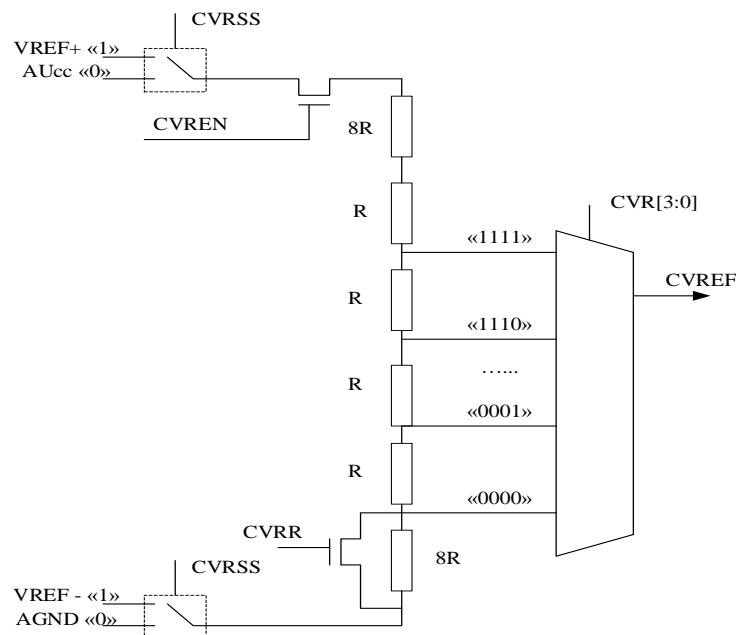 CVRSS
VREF+ «1»
AUcc «0»
CVREN
8R
R
CVR[3:0]
«1111»
CVREF
R
«1110»
…...
R
«0001»
R
«0000»
CVRR
8R
CVRSS
VREF - «1»
AGND «0»